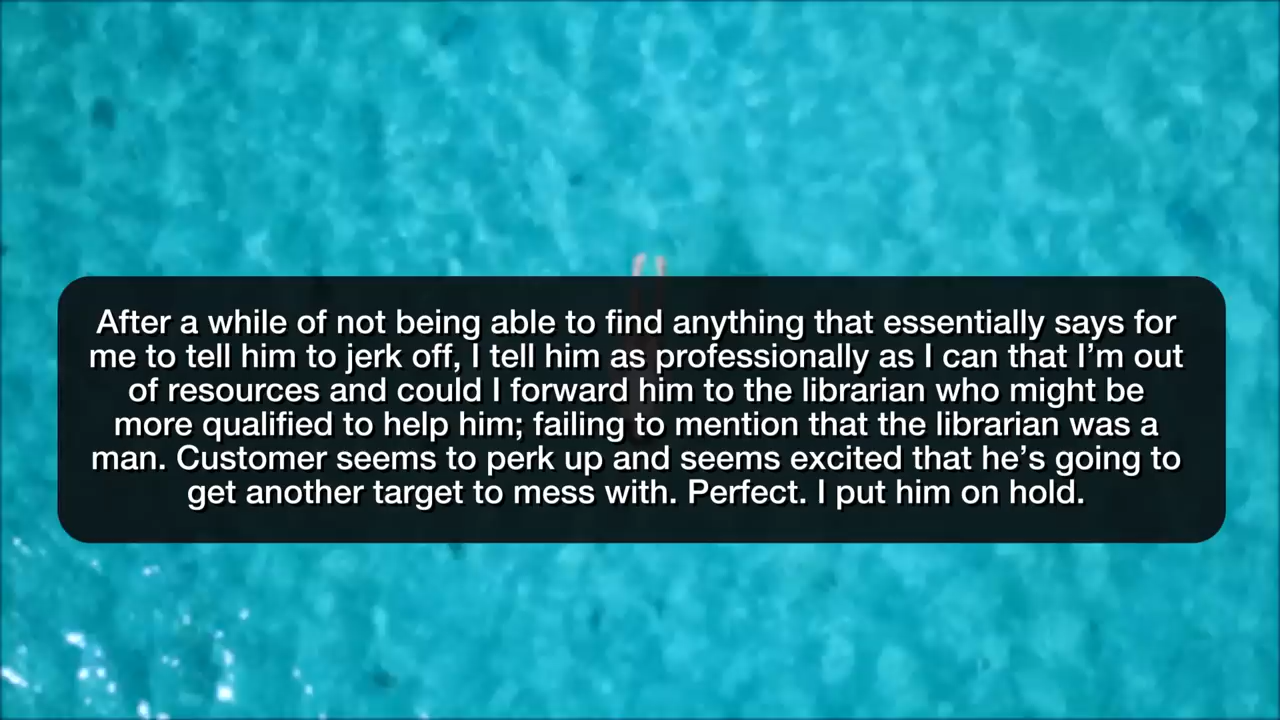 After a while of not being able to find anything that essentially says for
me to tell him to jerk off, I tell him as professionally as I can that I’m out
of resources and could I forward him to the librarian who might be
more qualified to help him; failing to mention that the librarian was a
man. Customer seems to perk up and seems excited that he’s going to
get another target to mess with. Perfect. I put him on hold.